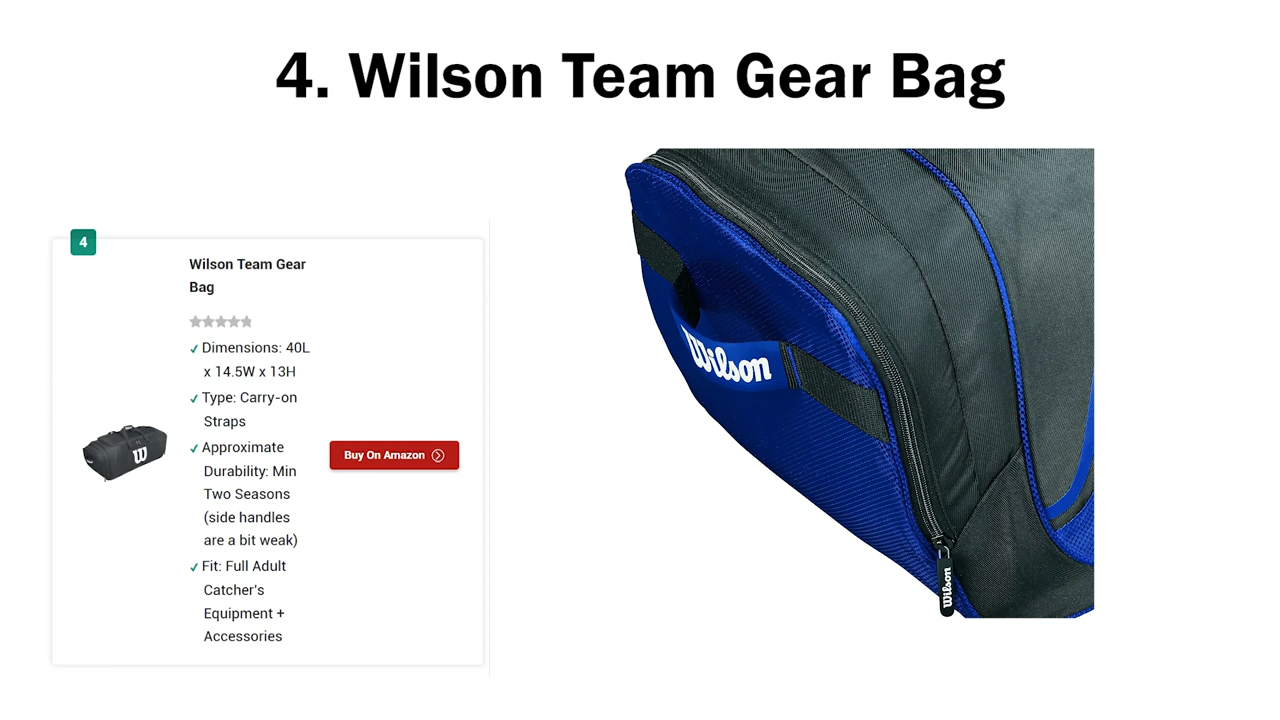 4. Wilson Team Gear Bag
4
Wilson Team Gear
Bag
✓ Dimensions: 40L
x 14.5W x 13H
✓ Type: Carry-on
Straps
✓ Approximate
Durability: Min
Two Seasons
(side handles
are a bit weak)
✓ Fit: Full Adult
Catcher's
Equipment +
Accessories
W
Buy On Amazon
Wilson
Wilson